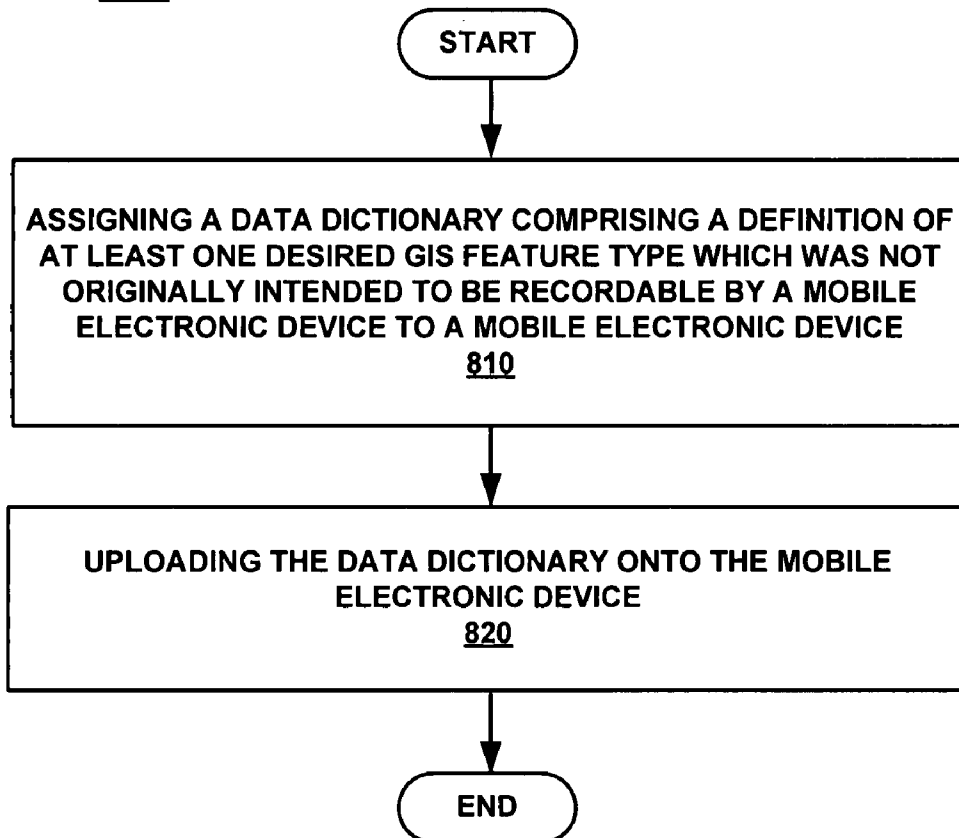 START
ASSIGNING A DATA DICTIONARY COMPRISING A DEFINITION OF
AT LEAST ONE DESIRED GIS FEATURE TYPE WHICH WAS NOT
ORIGINALLY INTENDED TO BE RECORDABLE BY A MOBILE
ELECTRONIC DEVICE TO A MOBILE ELECTRONIC DEVICE
810
UPLOADING THE DATA DICTIONARY ONTO THE MOBILE
ELECTRONIC DEVICE
820
END